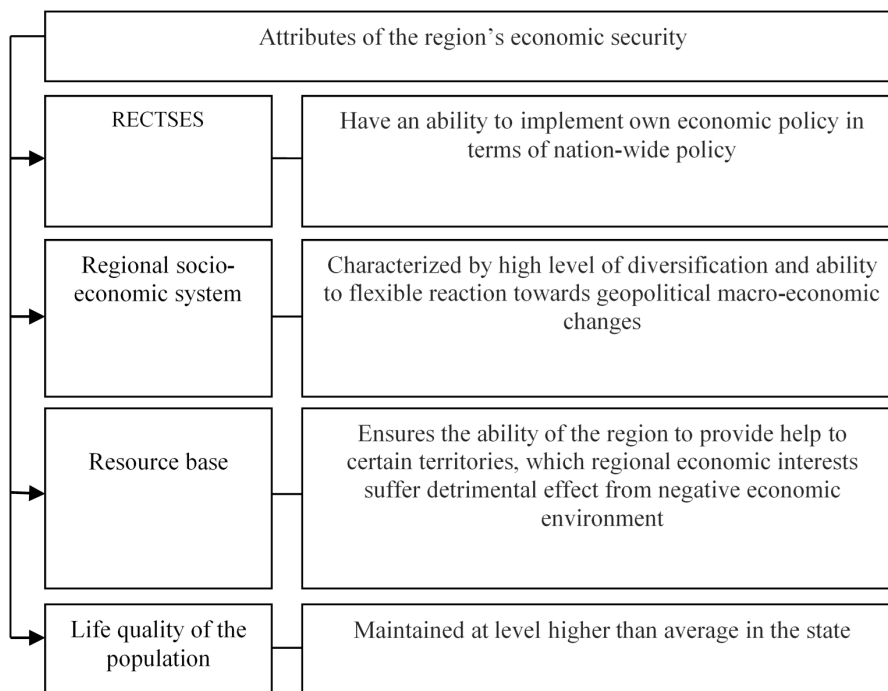 Attributes of the region's economic security
RECTSES
Have an ability to implement own economic policy in
terms of nation-wide policy
Regional socio-
economic system
Characterized by high level of diversification and ability
to flexible reaction towards geopolitical macro-economic
changes
Resource base
Ensures the ability of the region to provide help to
certain territories, which regional economic interests
suffer detrimental effect from negative economic
environment
Life quality of the
population
Maintained at level higher than average in the state